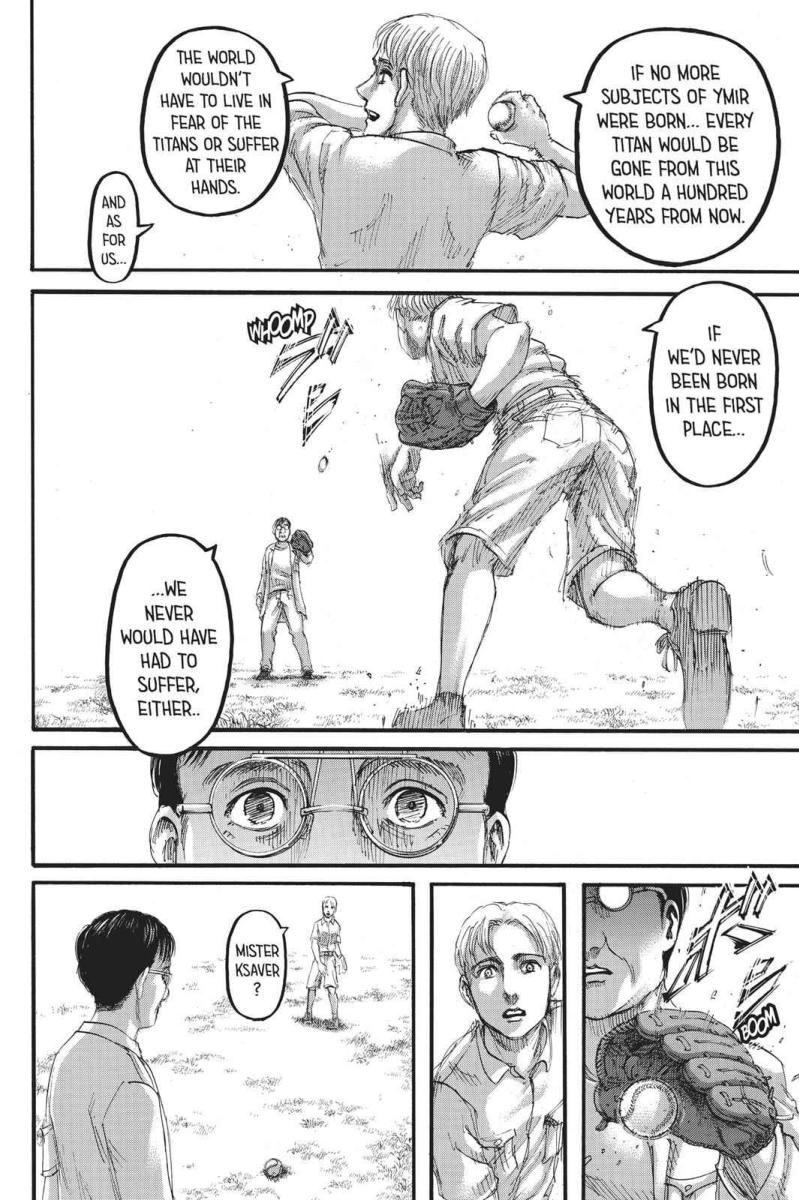 IF NO MORE
SUBJECTS OF YMIR
WERE BORN... EVERY
TITAN WOULD BE
GONE FROM THIS
WORLD A HUNDRED
YEARS FROM NOW.
THE WORLD
WOULDN'T
HAVE TO LIVE IN
FEAR OF THE
TITANS OR SUFFER
AT THEIR
HANDS.
AND
AS
FOR
US...
IF
WE'D NEVER
BEEN BORN
IN THE FIRST
PLACE...
WHOOMP
...WE
NEVER
WOULD HAVE
HAD TO
SUFFER,
EITHER..
BOOM
MISTER
KSAVER
?